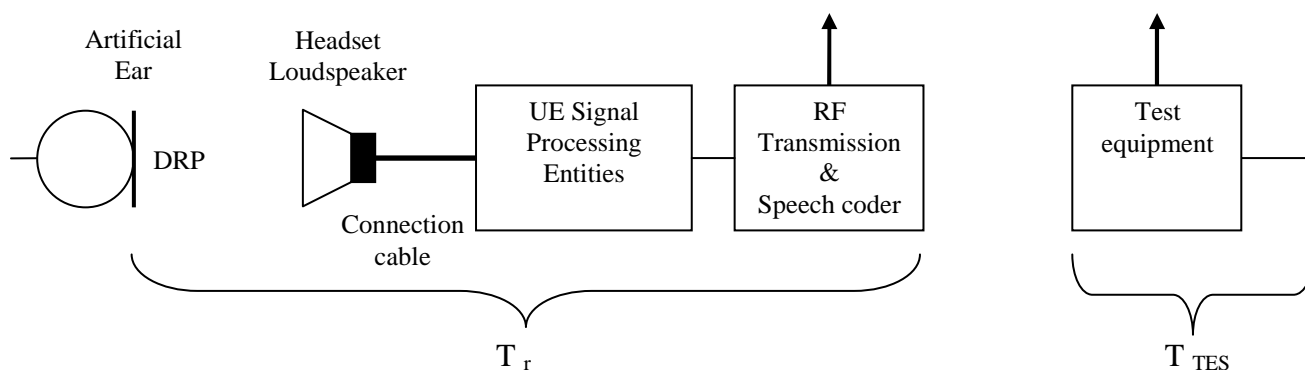 Artificial
Ear
DRP
Headset
Loudspeaker
Connection
cable
UE Signal
Processing
Entities
RF
Transmission
&
Speech coder
Test
equipment
T r
T TES